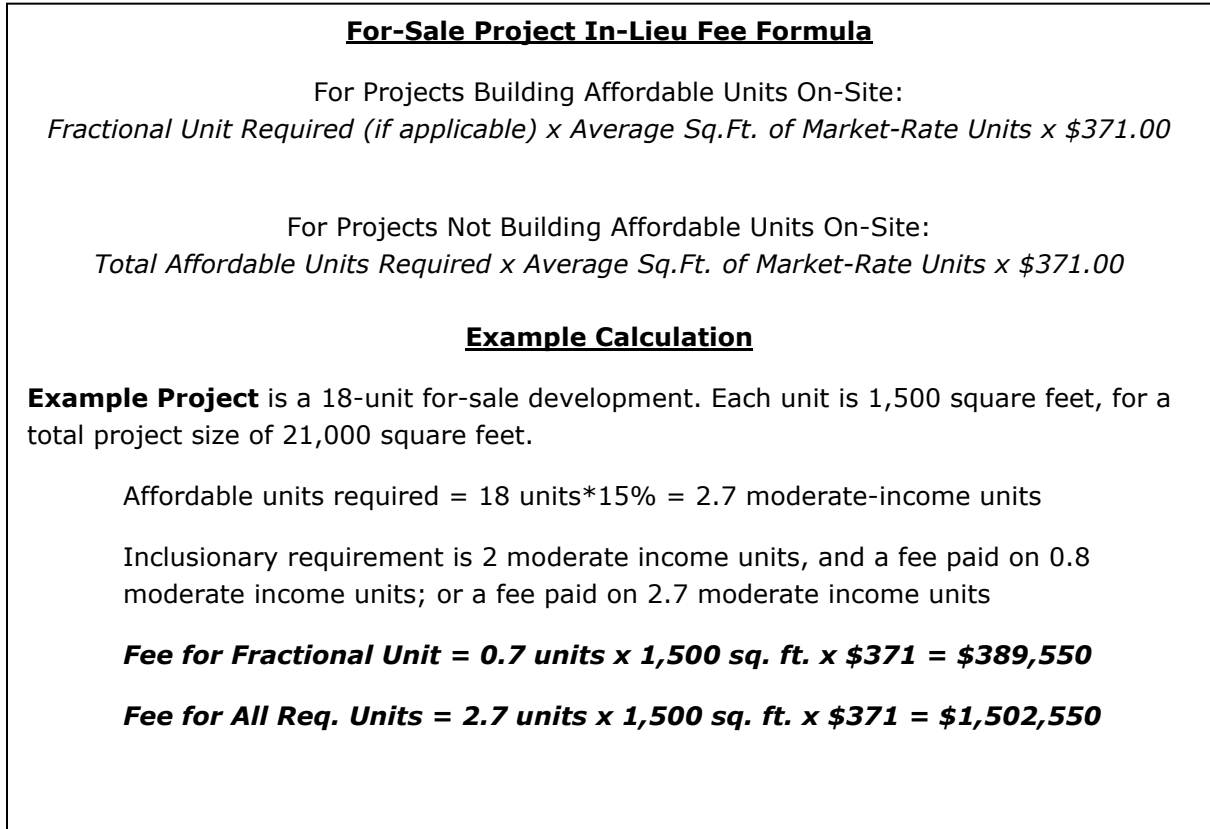 For-Sale Project In-Lieu Fee Formula
For Projects Building Affordable Units On-Site:
Fractional Unit Required (if applicable) x Average Sq.Ft. of Market-Rate Units x $371.00
For Projects Not Building Affordable Units On-Site:
Total Affordable Units Required x Average Sq.Ft. of Market-Rate Units x $371.00
Example Calculation
Example Project is a 18-unit for-sale development. Each unit is 1,500 square feet, for a
total project size of 21,000 square feet.
Affordable units required = 18 units*15% = 2.7 moderate-income units
Inclusionary requirement is 2 moderate income units, and a fee paid on 0.8
moderate income units; or a fee paid on 2.7 moderate income units
Fee for Fractional Unit = 0.7 units x 1,500 sq. ft. x $371 = $389,550
Fee for All Req. Units = 2.7 units x 1,500 sq. ft. x $371 = $1,502,550